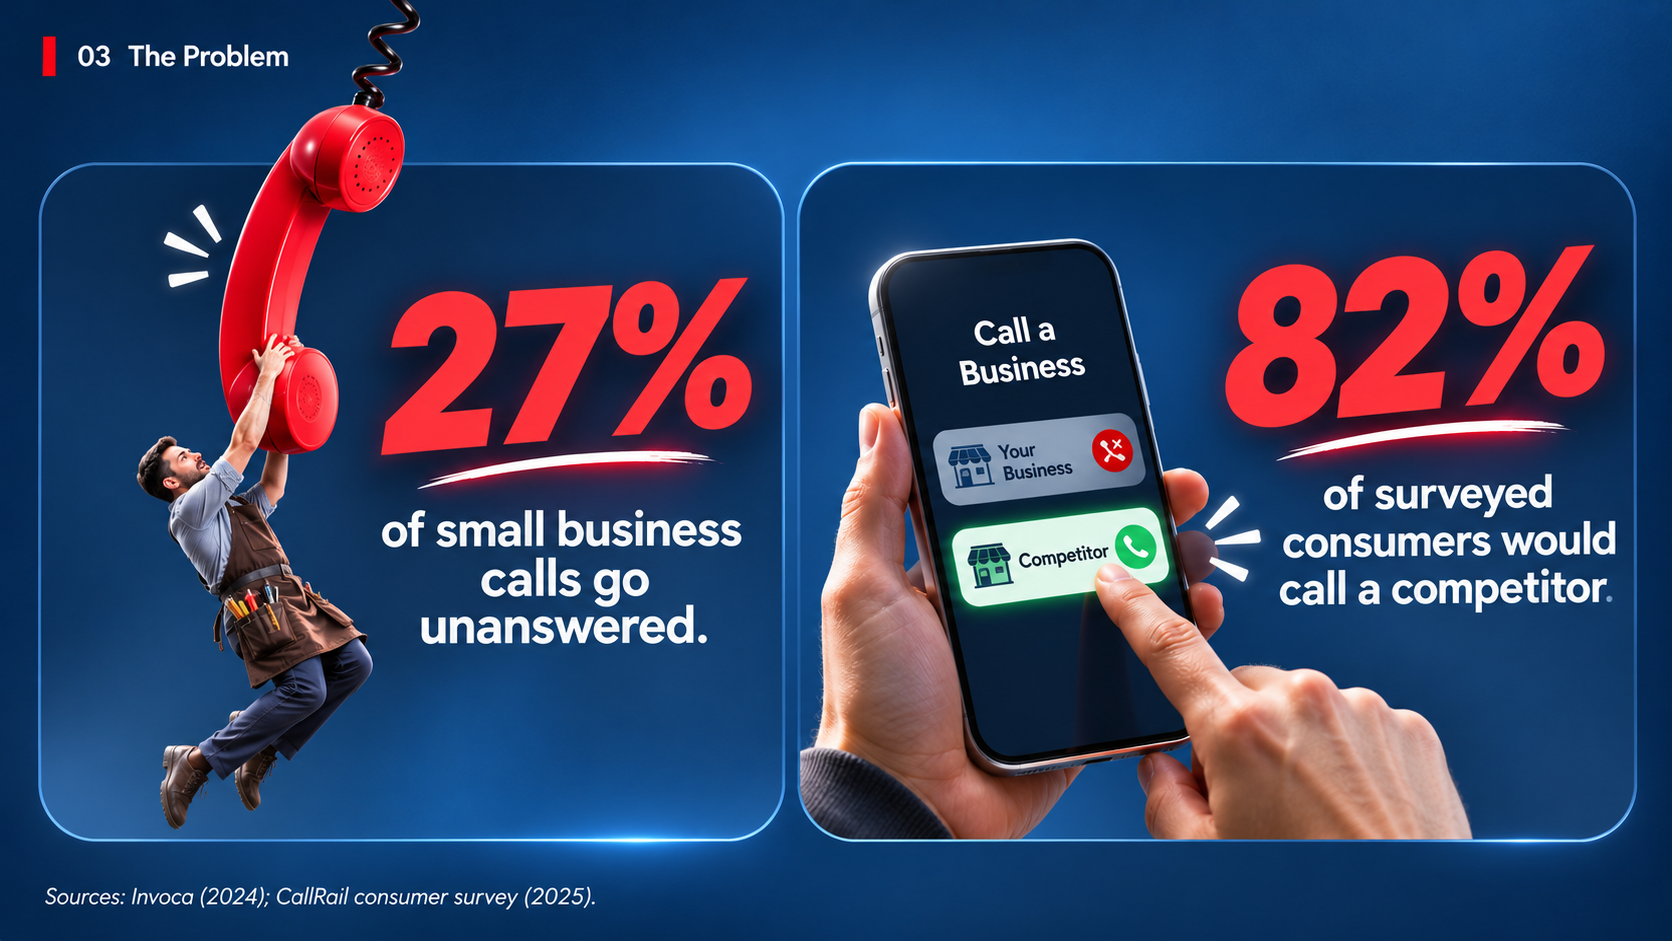 03 The Problem
27%
of small business
calls go
unanswered.
Call a
Business
Your
Business
Competitor
82%
of surveyed
consumers would
call a competitor.
Sources: Invoca (2024); CallRail consumer survey (2025).